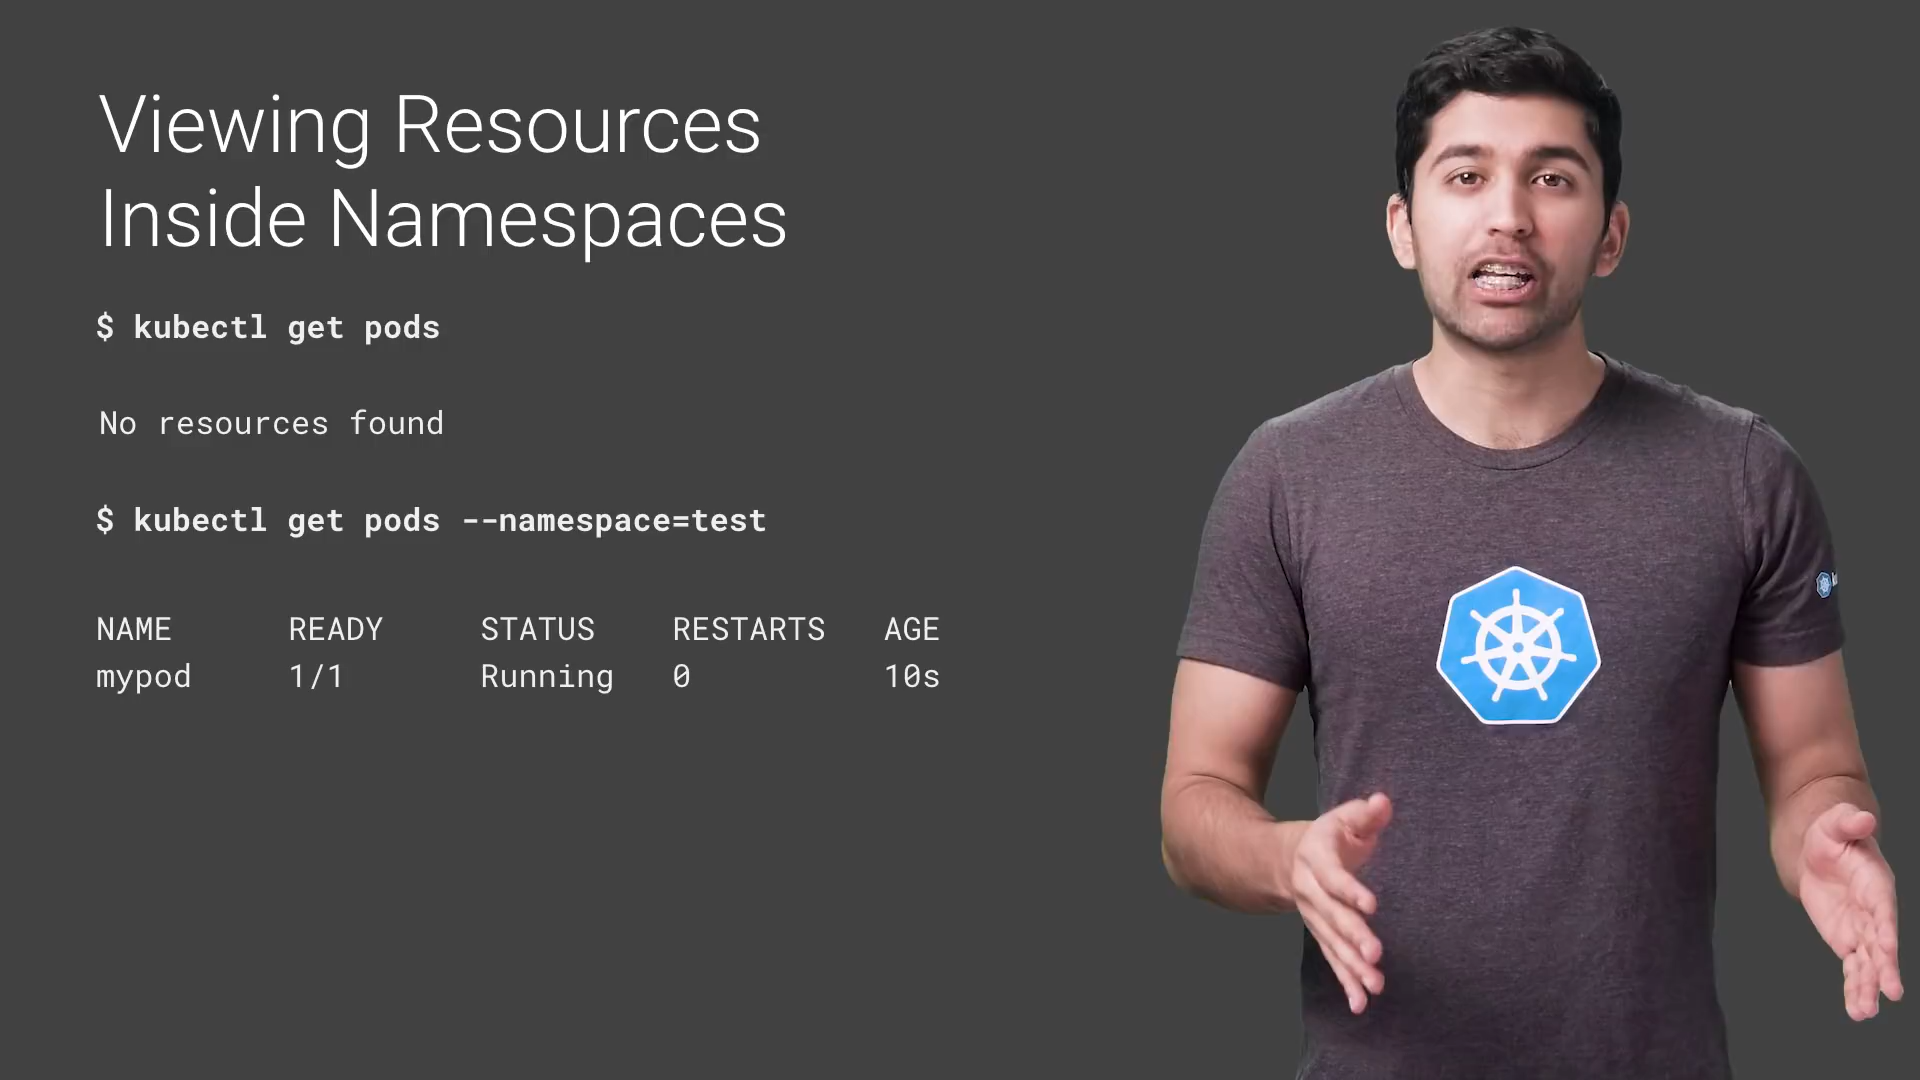 Viewing Resources
Inside Namespaces
$ kubectl get pods
No resources found
$ kubectl get pods --namespace=test
NAME READY STATUS RESTARTS AGE
mypod 1/1 Running 0 10s